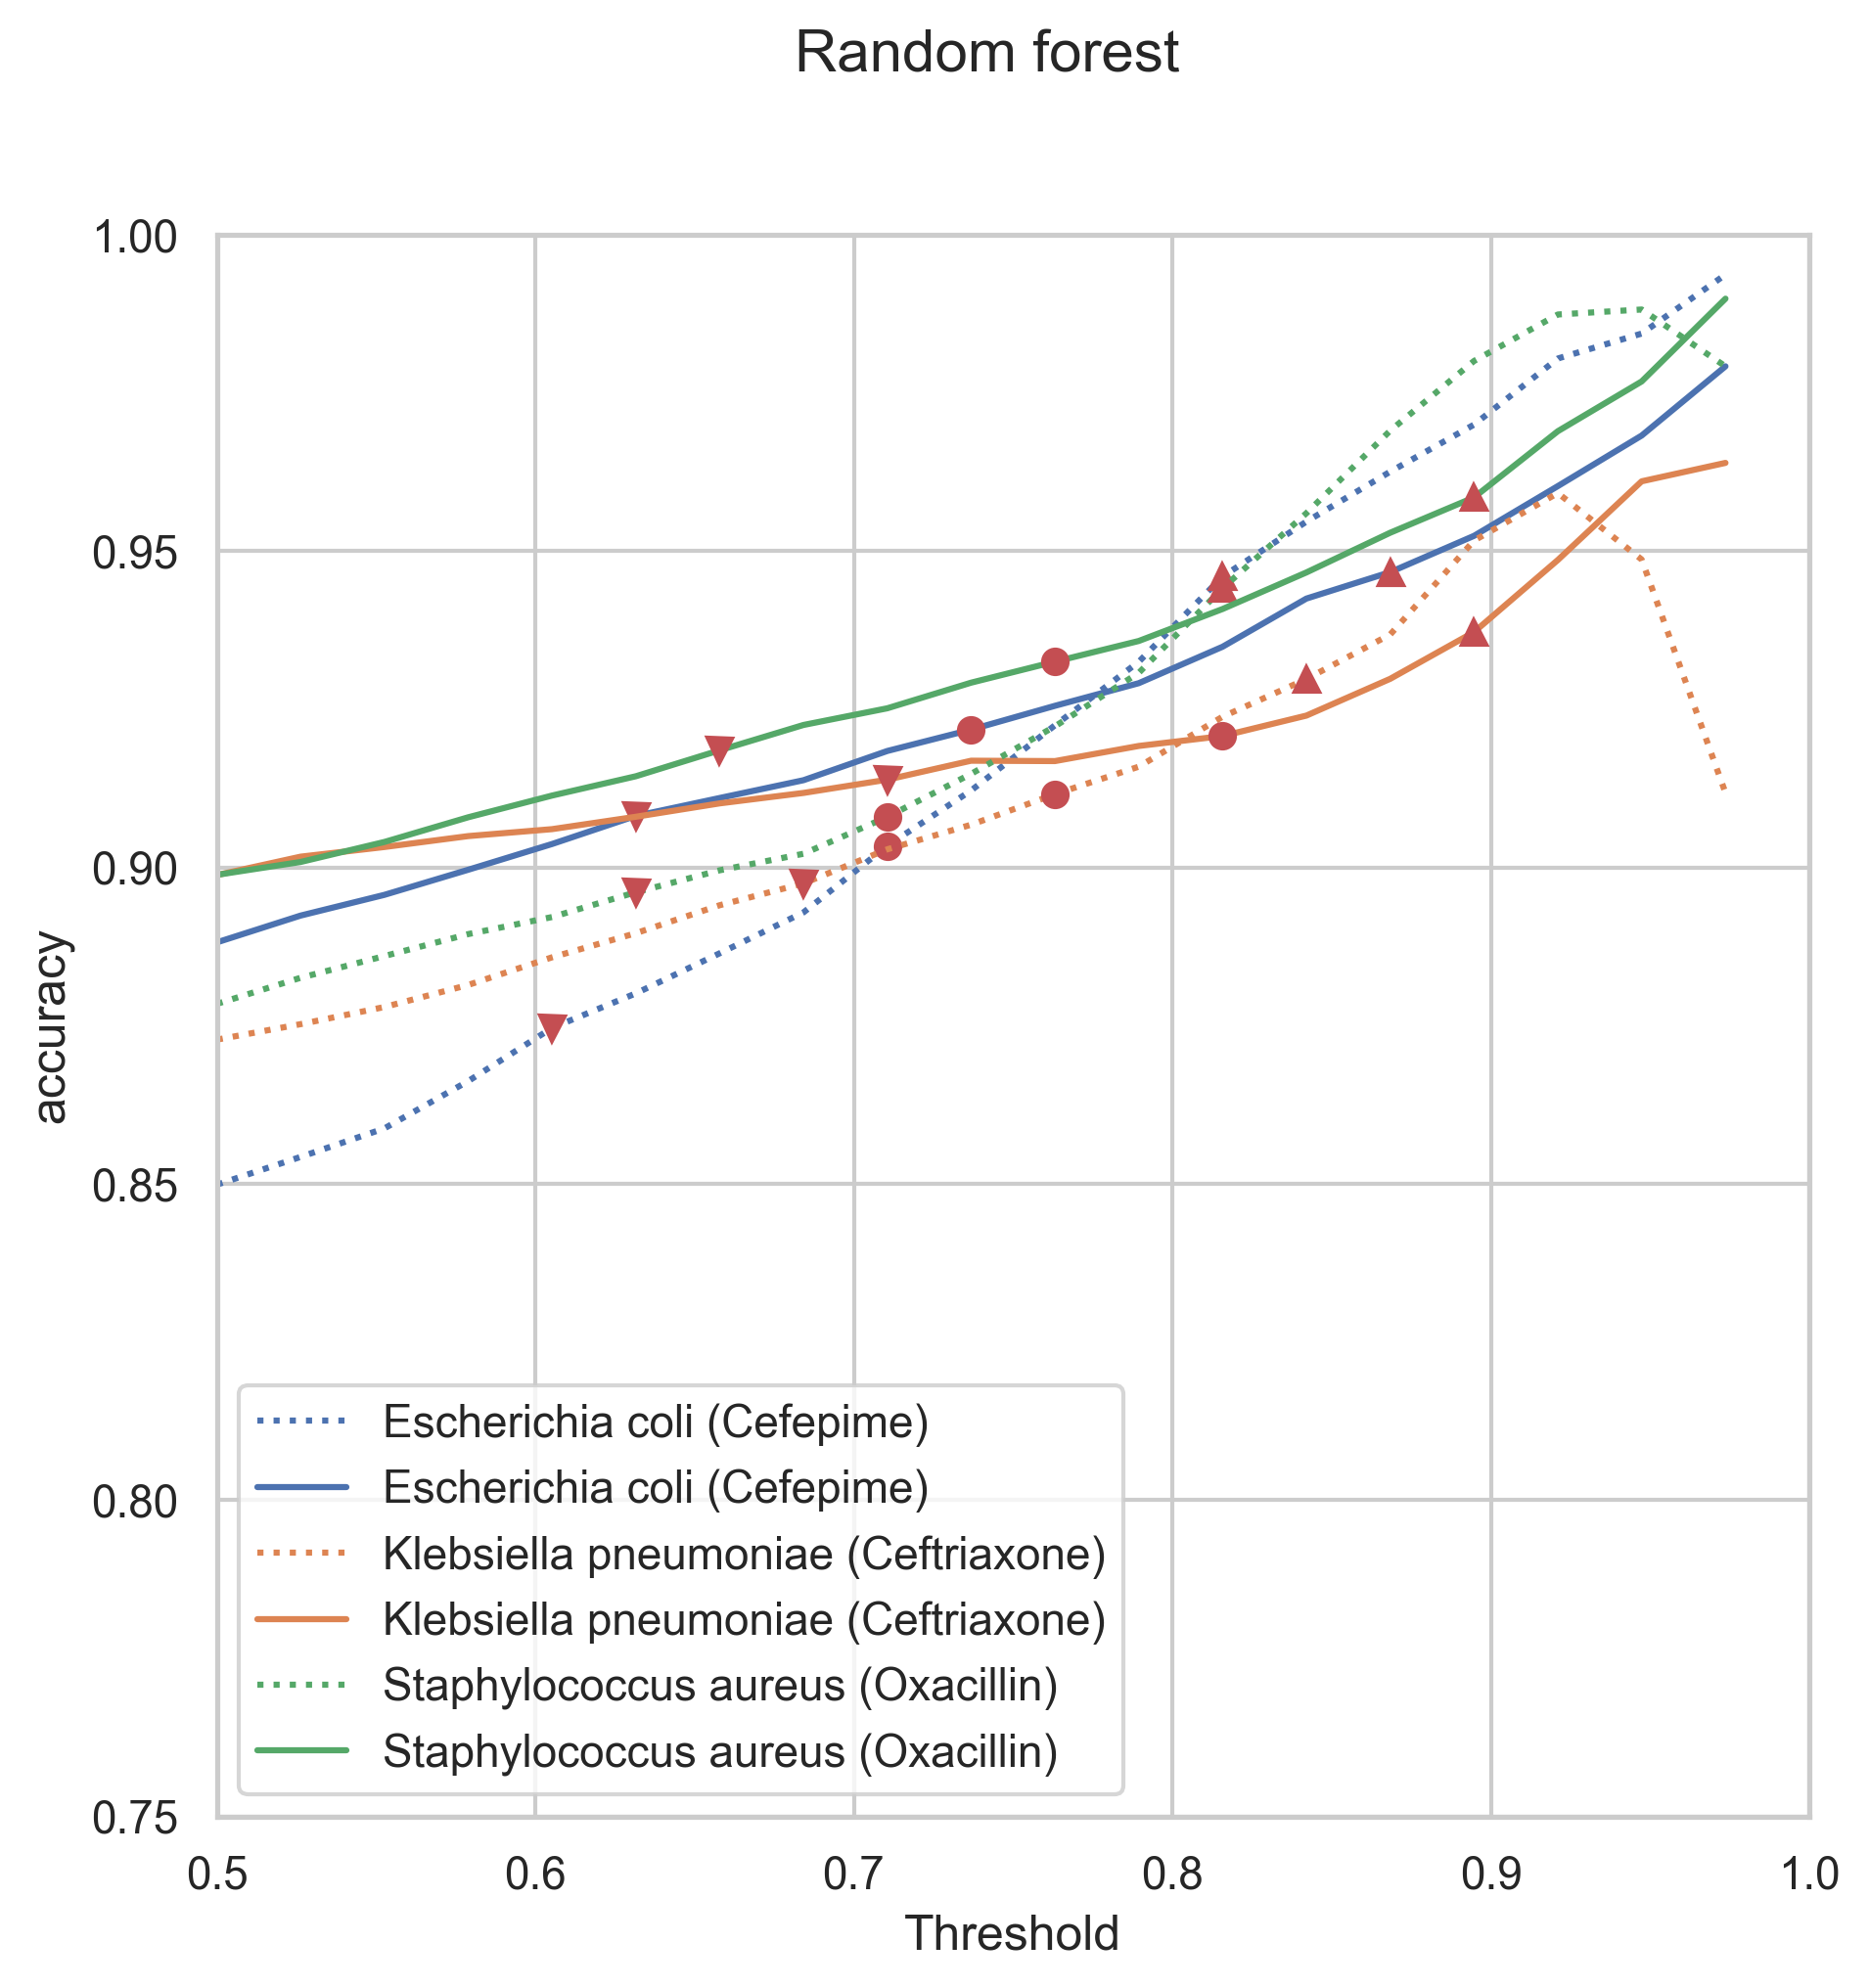 Random forest
1.00
0.95
0.90
0.85
0.80
0.75
accuracy
Escherichia coli (Cefepime)
Escherichia coli (Cefepime)
Klebsiella pneumoniae (Ceftriaxone)
Klebsiella pneumoniae (Ceftriaxone)
Staphylococcus aureus (Oxacillin)
Staphylococcus aureus (Oxacillin)
0.5 0.6 0.7 0.8 0.9 1.0
Threshold